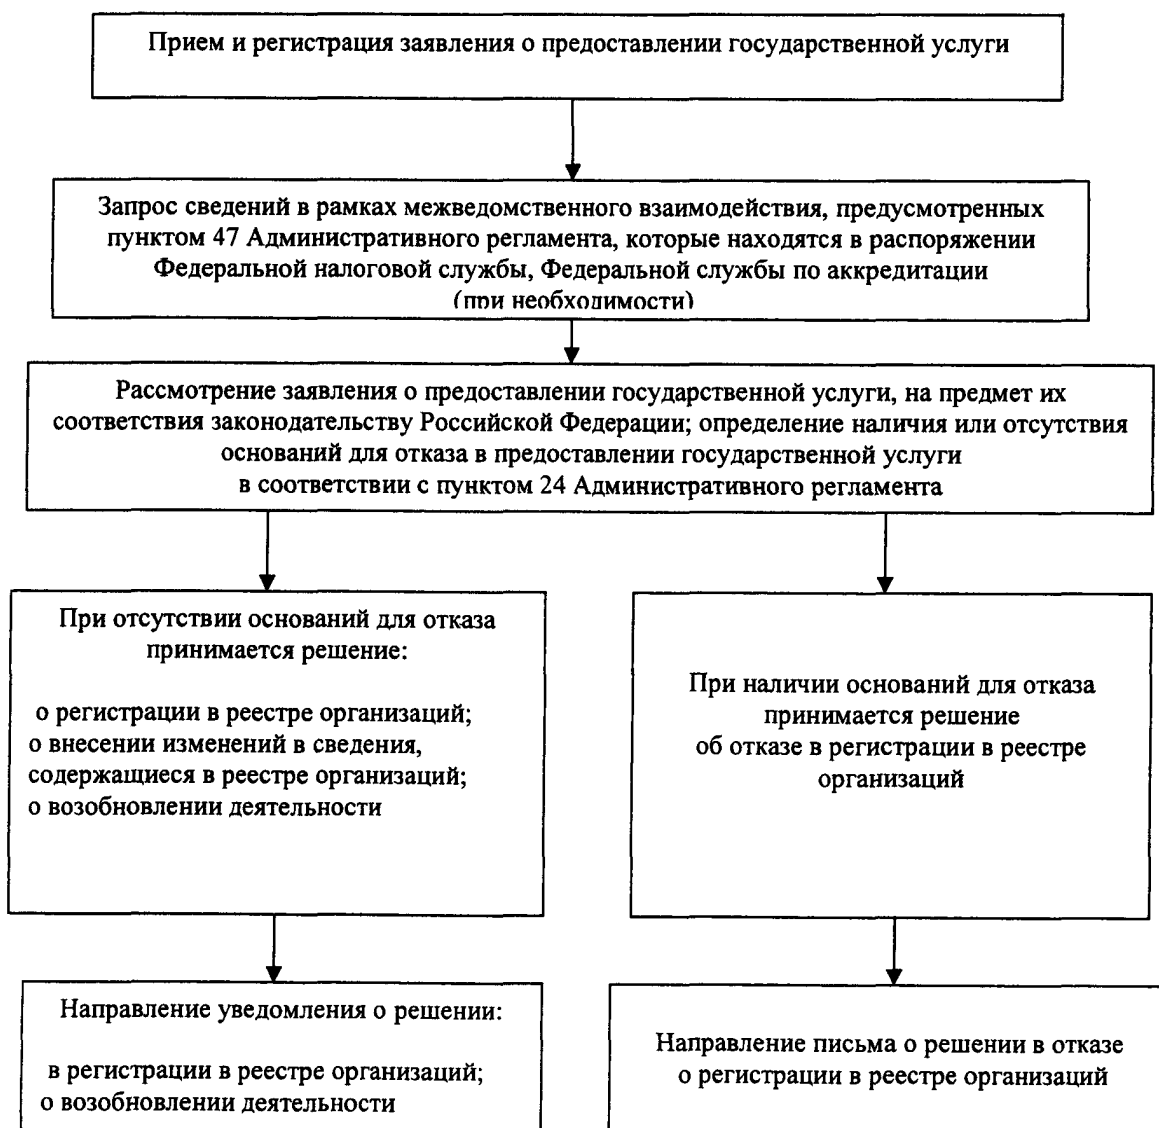 Прием и регистрация заявления о предоставлении государственной услуги
Запрос сведений в рамках межведомственного взаимодействия, предусмотренных
пунктом 47 Административного регламента, которые находятся в распоряжении
Федеральной налоговой службы, Федеральной службы по аккредитации
(при необходимости)
Рассмотрение заявления о предоставлении государственной услуги, на предмет их
соответствия законодательству Российской Федерации; определение наличия или отсутствия
оснований для отказа в предоставлении государственной услуги
в соответствии с пунктом 24 Административного регламента
При отсутствии оснований для отказа
принимается решение:
о регистрации в реестре организаций;
о внесении изменений в сведения,
содержащиеся в реестре организаций;
о возобновлении деятельности
При наличии оснований для отказа
принимается решение
об отказе в регистрации в реестре
организаций
Направление уведомления о решении:
в регистрации в реестре организаций;
о возобновлении деятельности
Направление письма о решении в отказе
о регистрации в реестре организаций